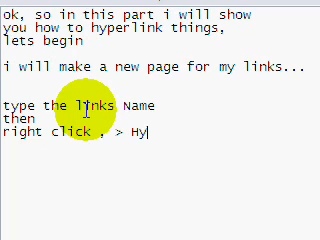 ok, so in this part i will show
you how to hyperlink things,
lets begin
i will make a new page for my links...
type the links Name
then
right click , > Hy